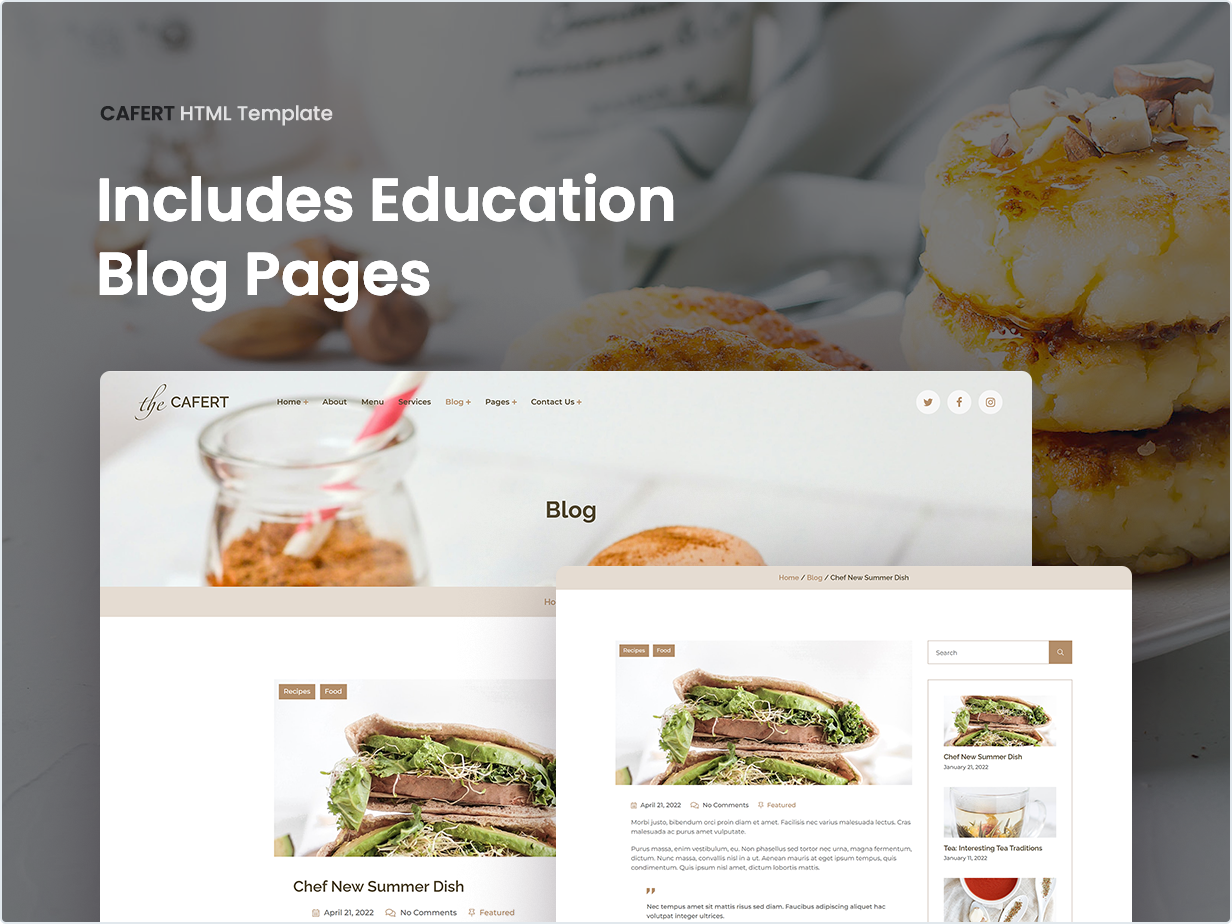 CAFERT HTML Template
Includes Education
Blog Pages
the CAFERT
Home + About Menu Services Blog + Pages + Contact Us +
Blog
Ho
Recipes Food
Chef New Summer Dish
April 21, 2022 No Comments Featured
Home / Blog / Chef New Summer Dish
Recipes Food
April 21, 2022 No Comments Featured
Morbi justo, bibendum orci proin diam et amet. Facilisis nec varius malesuada lectus. Cras
malesuada ac purus amet vulputate.
Purus massa, enim vestibulum, eu. Non phasellus sed tortor nec urna, magna fermentum,
dictum. Nunc massa, convallis nisl in a ut. Aenean mauris at eget ipsum tempus, quis
condimentum. Quis ipsum nisl amet, dictum lobortis mattis.
Nec tempus amet sit mattis risus sed diam. Faucibus adipiscing aliquet hac
volutpat integer ultrices.
Search
Chef New Summer Dish
January 21, 2022
Tea: Interesting Tea Traditions
January 11, 2022